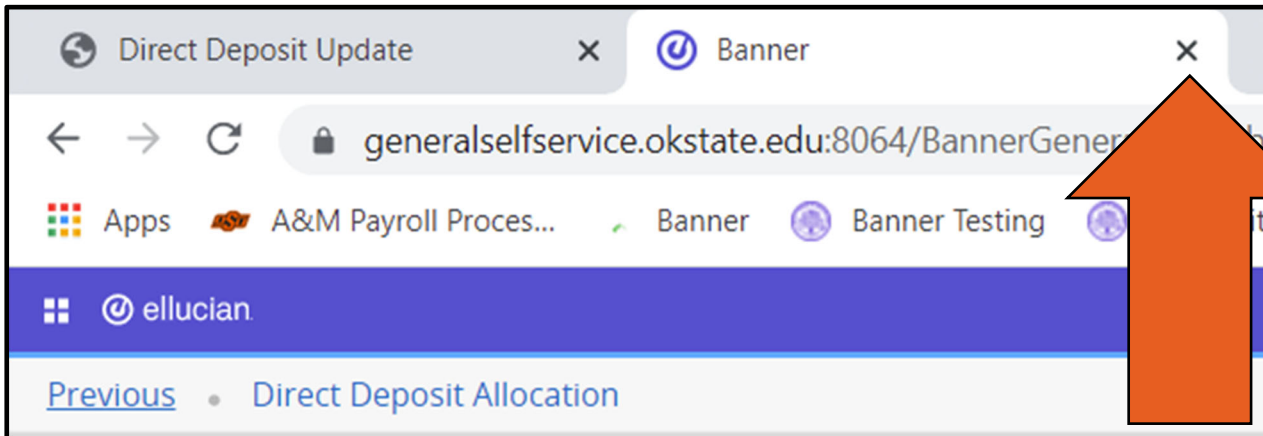 Direct Deposit Update Banner
generalselfservice.okstate.edu:8064/BannerGener
Apps A&M Payroll Proces... Banner Banner Testing
ellucian
Previous • Direct Deposit Allocation